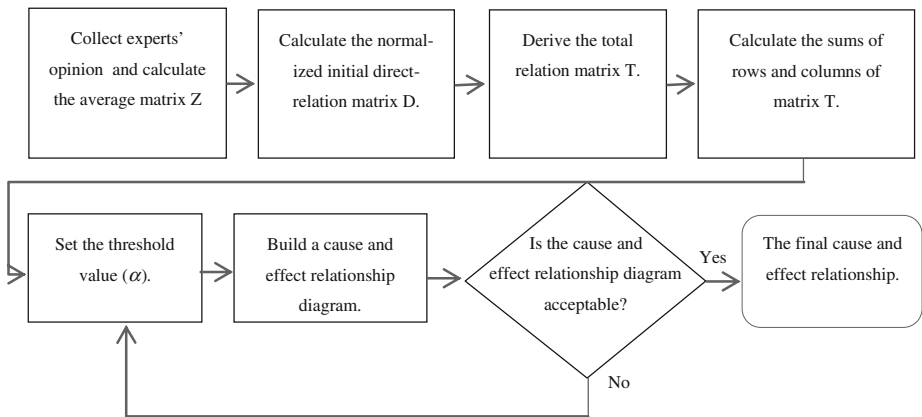 Collect experts'
opinion and calculate
the average matrix Z
Calculate the normal-
ized initial direct-
relation matrix D.
Derive the total
relation matrix T.
Calculate the sums of
rows and columns of
matrix T.
Set the threshold
value (α).
Build a cause and
effect relationship
diagram.
Is the cause and
effect relationship diagram
acceptable?
Yes
The final cause and
effect relationship.
No